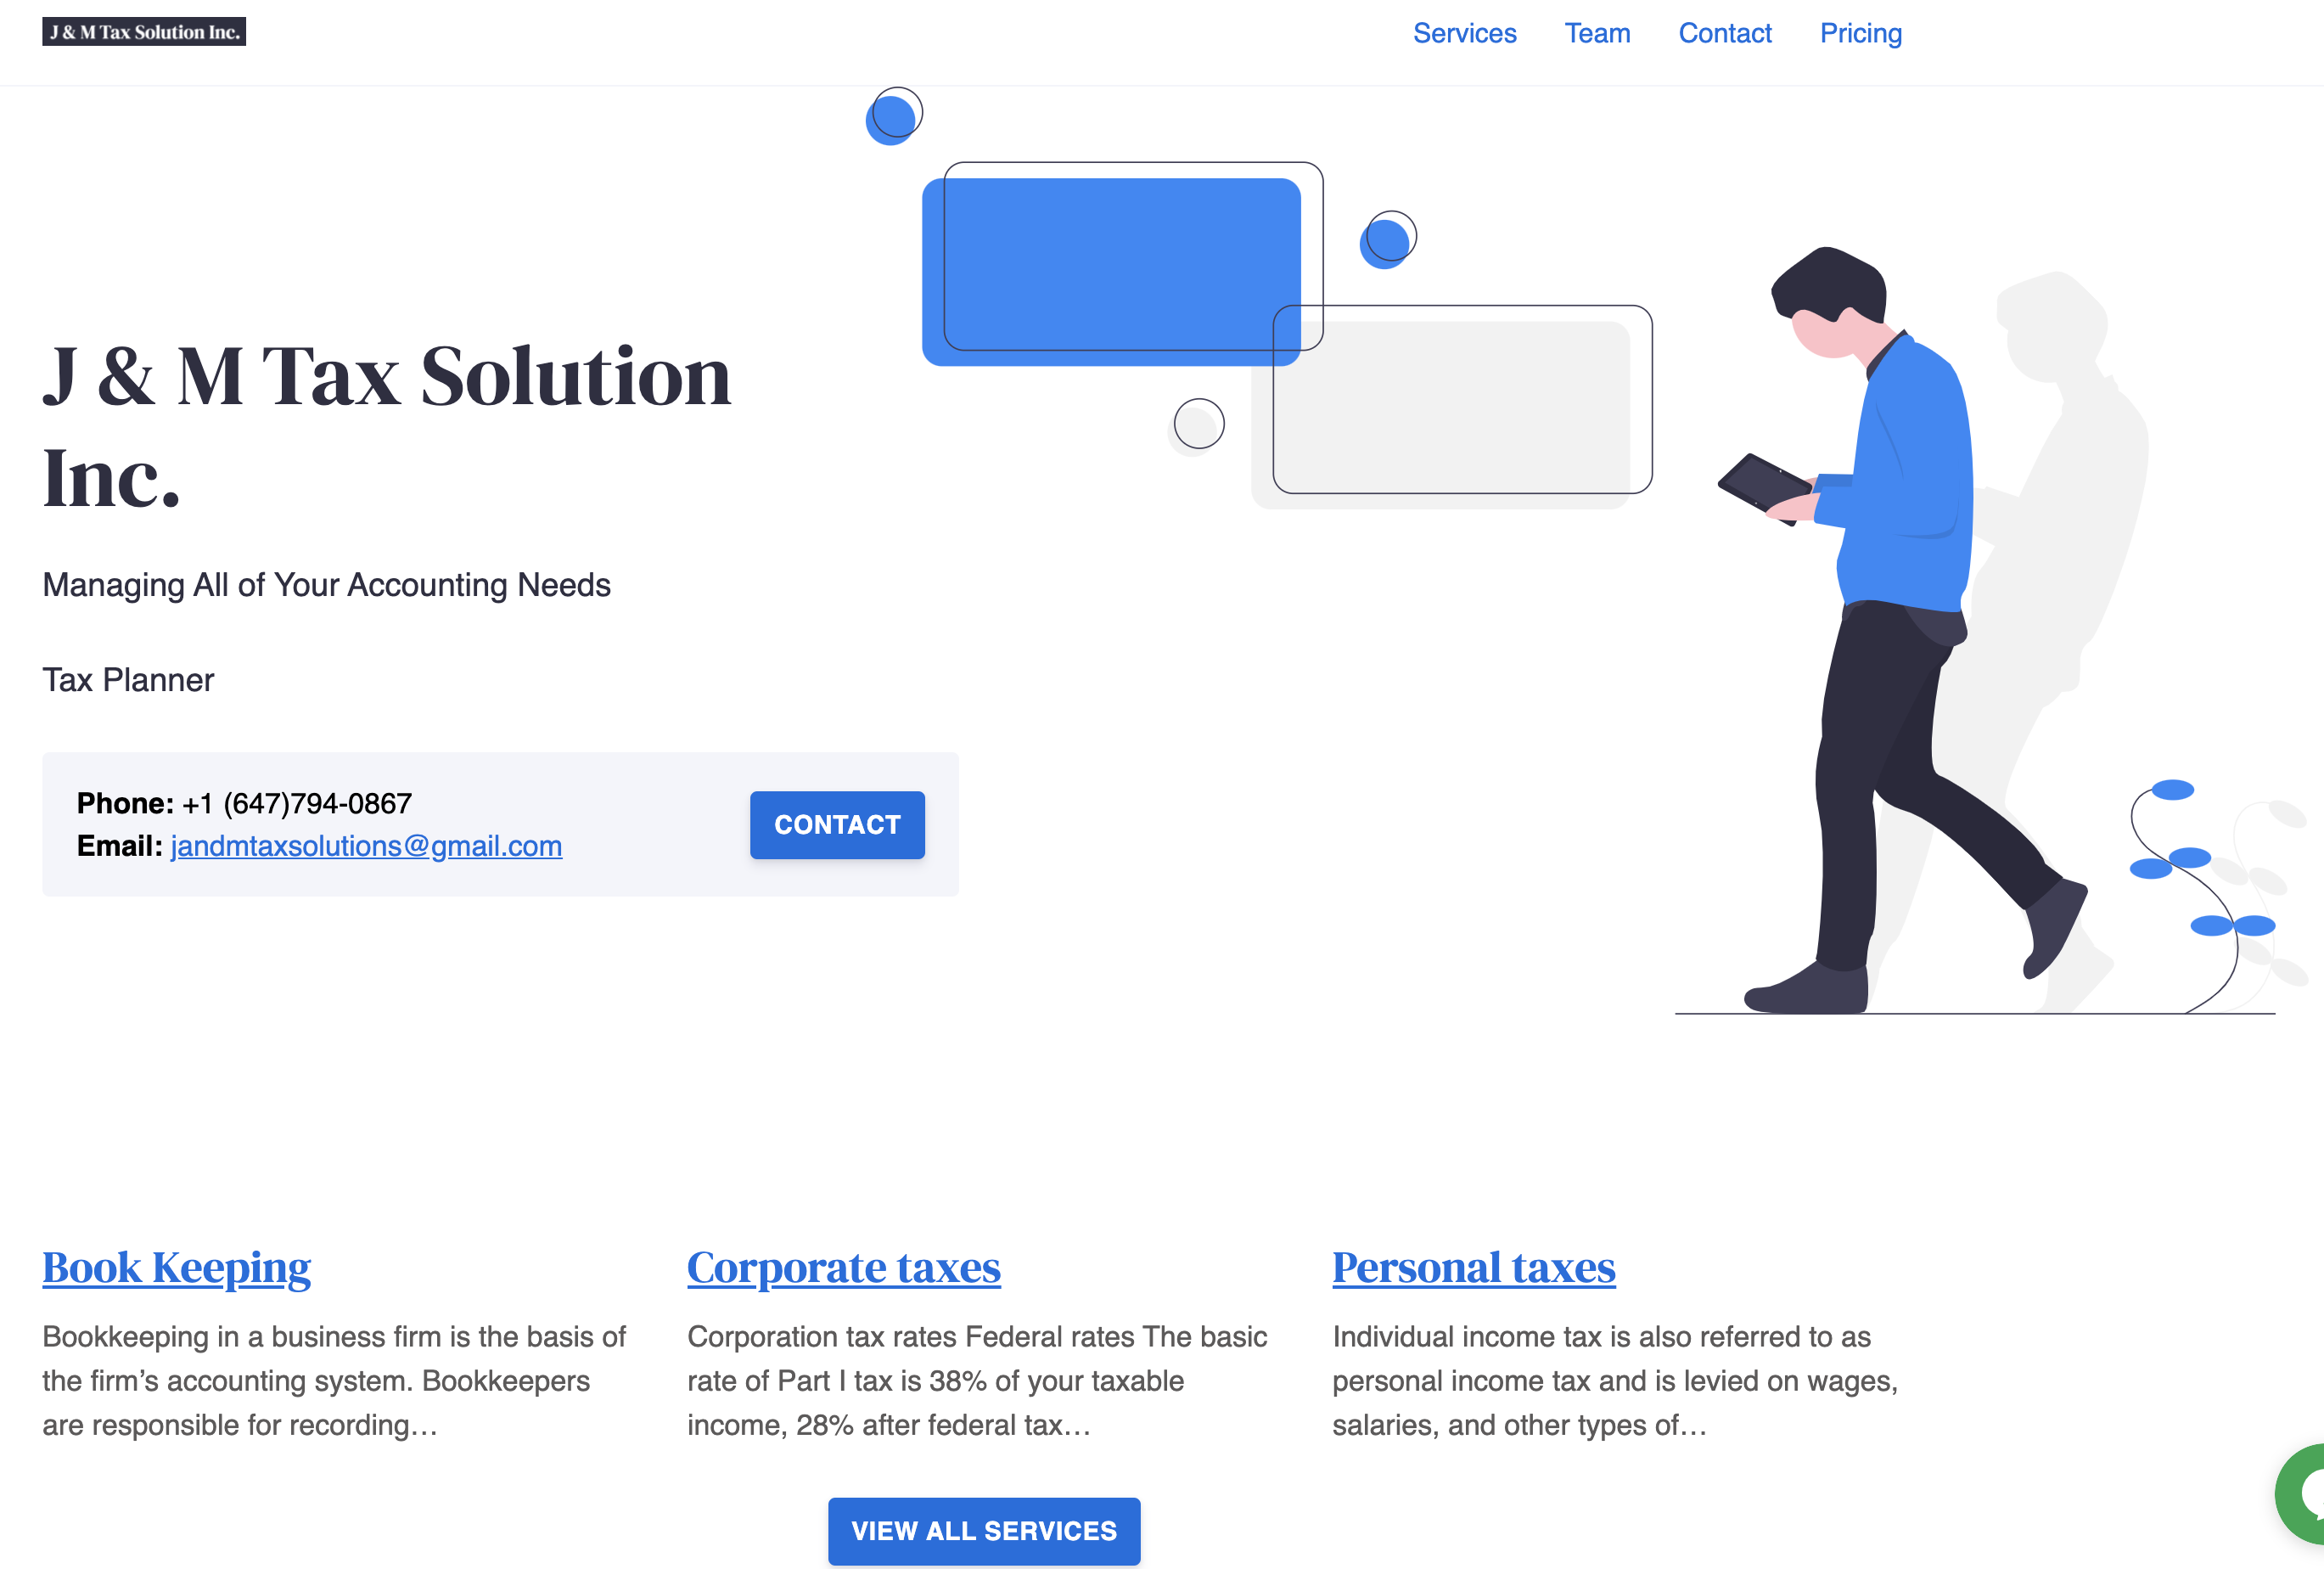 J & M Tax Solution Inc.
Services Team Contact Pricing
J & M Tax Solution
Inc.
Managing All of Your Accounting Needs
Tax Planner
Phone: +1 (647)794-0867
Email: jandmtaxsolutions@gmail.com
CONTACT
Book Keeping
Bookkeeping in a business firm is the basis of
the firm’s accounting system. Bookkeepers
are responsible for recording…
Corporate taxes
Corporation tax rates Federal rates The basic
rate of Part I tax is 38% of your taxable
income, 28% after federal tax…
Personal taxes
Individual income tax is also referred to as
personal income tax and is levied on wages,
salaries, and other types of…
VIEW ALL SERVICES